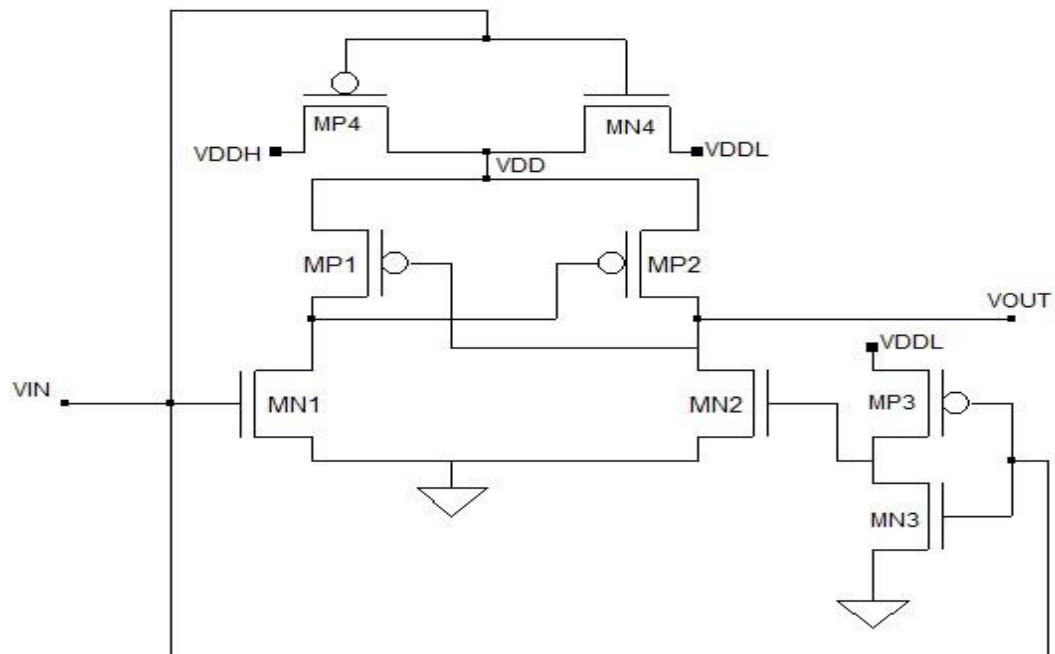 MP4
MN4
VDDH
VDD
VDDL
MP1
MP2
VOUT
VDDL
VIN
MN1
MN2
MP3
MN3